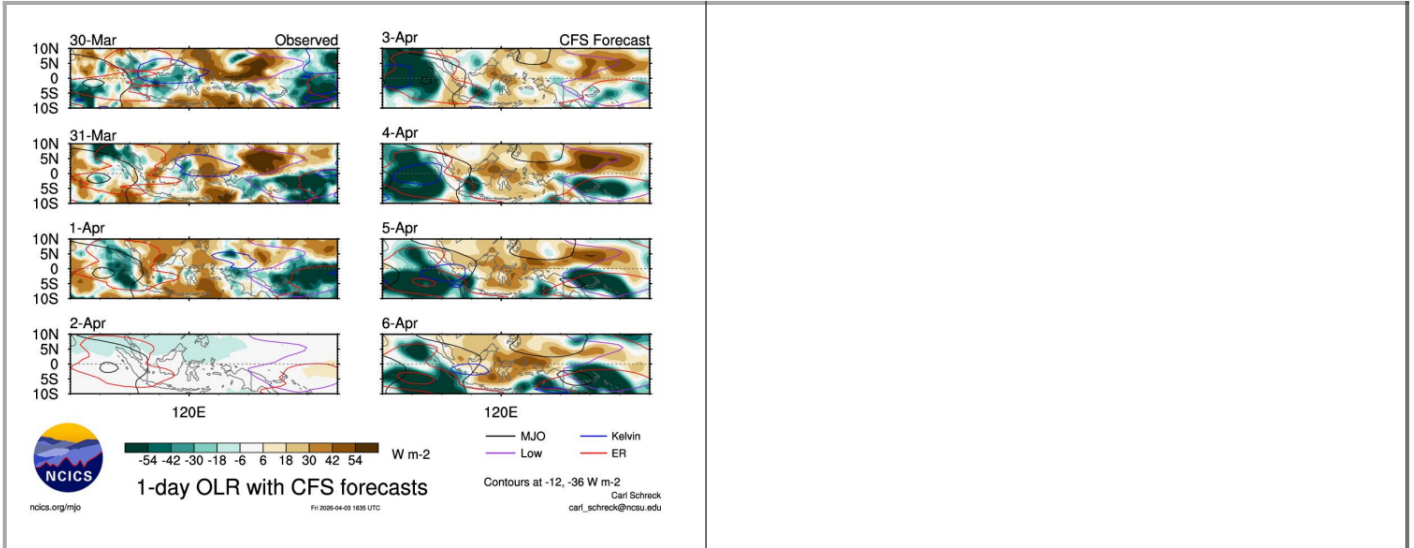 30-Mar Observed
10N
5N
0
5S
10S
31-Mar
10N
5N
0
5S
10S
1-Apr
10N
5N
0
5S
10S
2-Apr
10N
5N
0
5S
10S
120E
3-Apr CFS Forecast
4-Apr
5-Apr
6-Apr
120E
-54 -42 -30 -18 -6 6 18 30 42 54 W m-2
MJO Kelvin
Low ER
Contours at -12, -36 W m-2
NCICS
1-day OLR with CFS forecasts
Carl Schreck
ncics.org/mjo Fri 2026-04-03 1635 UTC carl_schreck@ncsu.edu